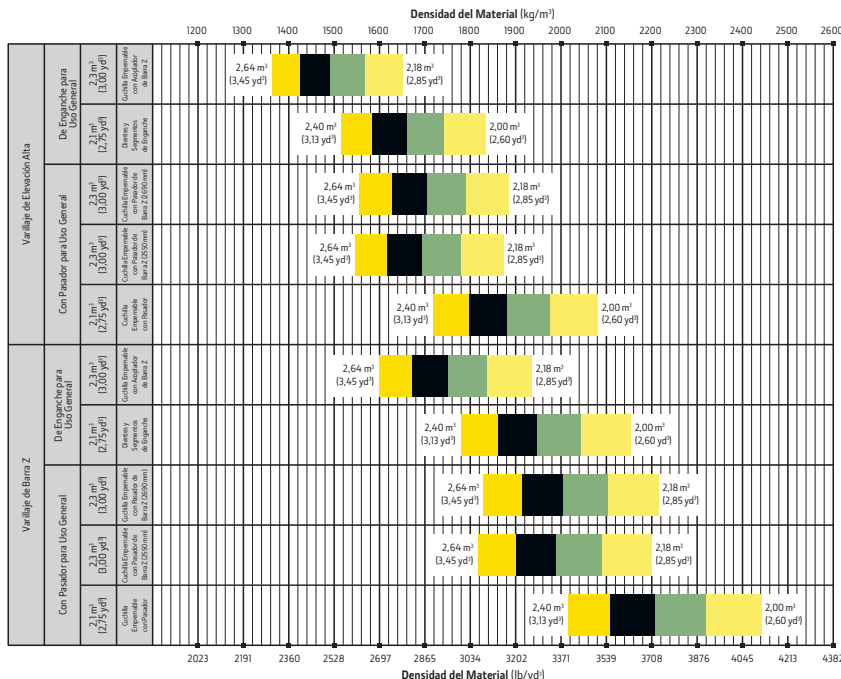 Densidad del Material (kg/m³)
1200 1300 1400 1500 1600 1700 1800 1900 2000 2100 2200 2300 2400 2500 2600
Varillaje de Elevación Alta
De Enganche para
Uso General
2,3 m³
(3,00 yd³)
Cuchilla Empernable
con Acoplador
de Barra Z
2,64 m³
(3,45 yd³)
2,18 m³
(2,85 yd³)
2,1 m³
(2,75 yd³)
Dientes y
Segmentos
de Enganche
2,40 m³
(3,13 yd³)
2,00 m³
(2,60 yd³)
Con Pasador para Uso General
2,3 m³
(3,00 yd³)
Cuchilla Empernable
con Pasador de
Barra Z (2690 mm)
2,64 m³
(3,45 yd³)
2,18 m³
(2,85 yd³)
2,3 m³
(3,00 yd³)
Cuchilla Empernable
con Pasador de
Barra Z (2550 mm)
2,64 m³
(3,45 yd³)
2,18 m³
(2,85 yd³)
2,1 m³
(2,75 yd³)
Cuchilla
Empernable
con Pasador
2,40 m³
(3,13 yd³)
2,00 m³
(2,60 yd³)
Varillaje de Barra Z
De Enganche para
Uso General
2,3 m³
(3,00 yd³)
Cuchilla Empernable
con Acoplador
de Barra Z
2,64 m³
(3,45 yd³)
2,18 m³
(2,85 yd³)
2,1 m³
(2,75 yd³)
Dientes y
Segmentos
de Enganche
2,40 m³
(3,13 yd³)
2,00 m³
(2,60 yd³)
Con Pasador para Uso General
2,3 m³
(3,00 yd³)
Cuchilla Empernable
con Pasador de
Barra Z (2690 mm)
2,64 m³
(3,45 yd³)
2,18 m³
(2,85 yd³)
2,3 m³
(3,00 yd³)
Cuchilla Empernable
con Pasador de
Barra Z (2550 mm)
2,64 m³
(3,45 yd³)
2,18 m³
(2,85 yd³)
2,1 m³
(2,75 yd³)
Cuchilla
Empernable
con Pasador
2,40 m³
(3,13 yd³)
2,00 m³
(2,60 yd³)
2023 2191 2360 2528 2697 2865 3034 3202 3371 3539 3708 3876 4045 4213 4382
Densidad del Material (lb/yd³)